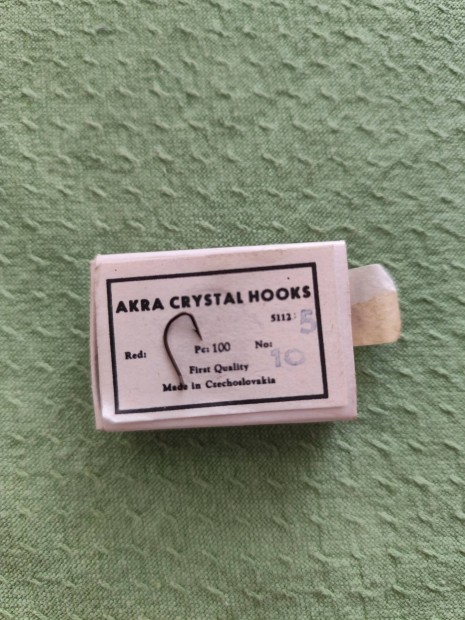 AKRA CRYSTAL HOOKS
5112: 5
Red: Pc: 100 No: 10
First Quality
Made in Czechoslovakia